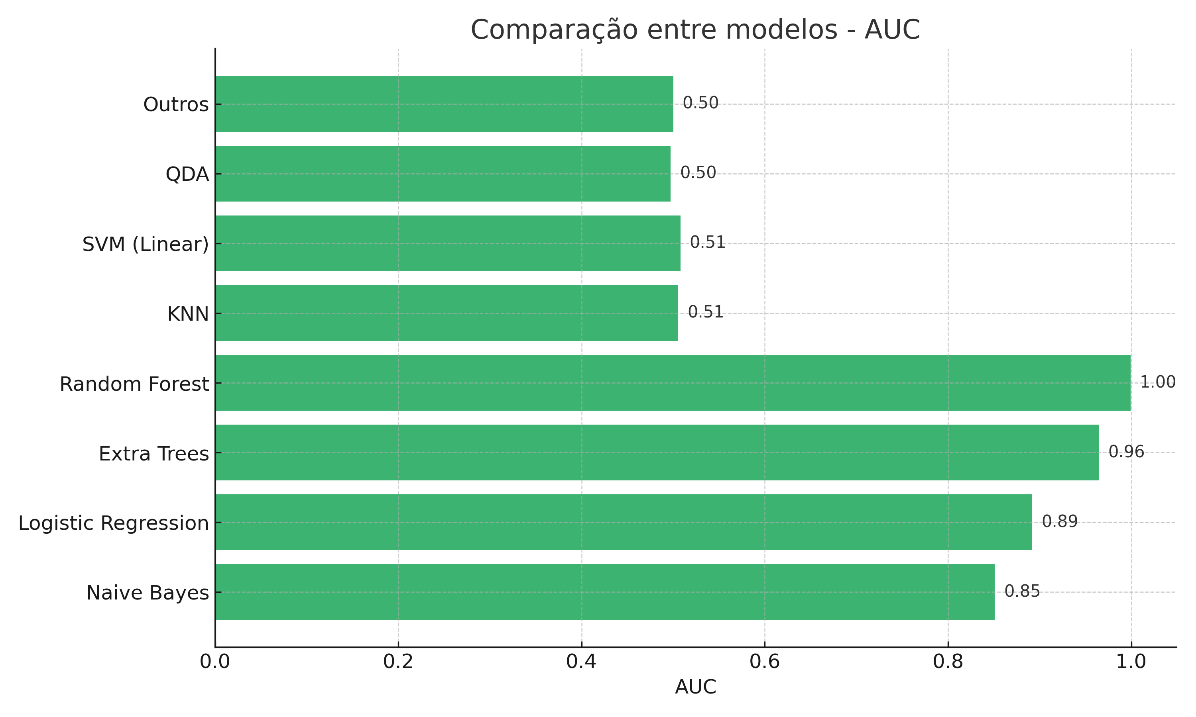 Comparação entre modelos - AUC
Outros
0.50
QDA
0.50
SVM (Linear)
0.51
KNN
0.51
Random Forest
1.00
Extra Trees
0.96
Logistic Regression
0.89
Naive Bayes
0.85
0.0 0.2 0.4 0.6 0.8 1.0
AUC